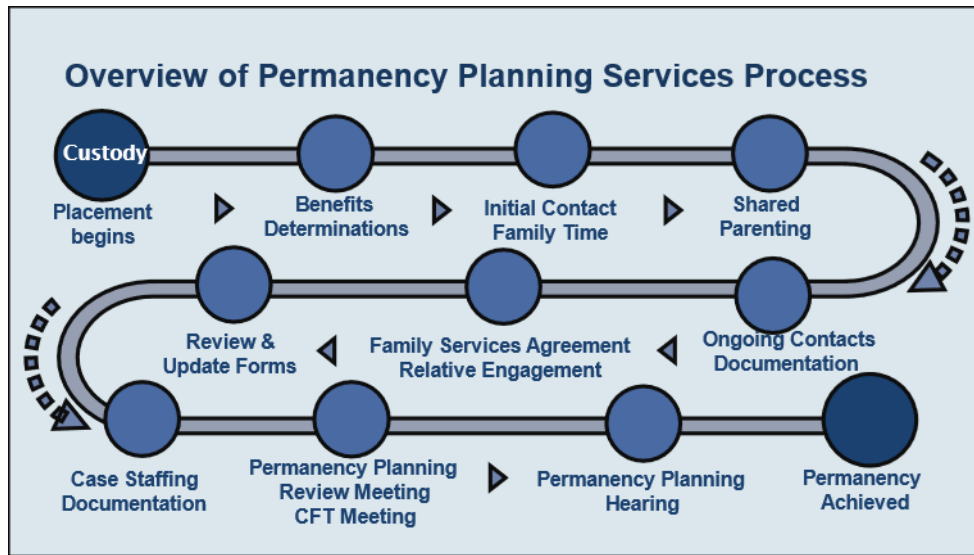 Overview of Permanency Planning Services Process
Custody
Placement
begins
Benefits
Determinations
Initial Contact
Family Time
Shared
Parenting
Ongoing Contacts
Documentation
Family Services Agreement
Relative Engagement
Review &
Update Forms
Case Staffing
Documentation
Permanency Planning
Review Meeting
CFT Meeting
Permanency Planning
Hearing
Permanency
Achieved